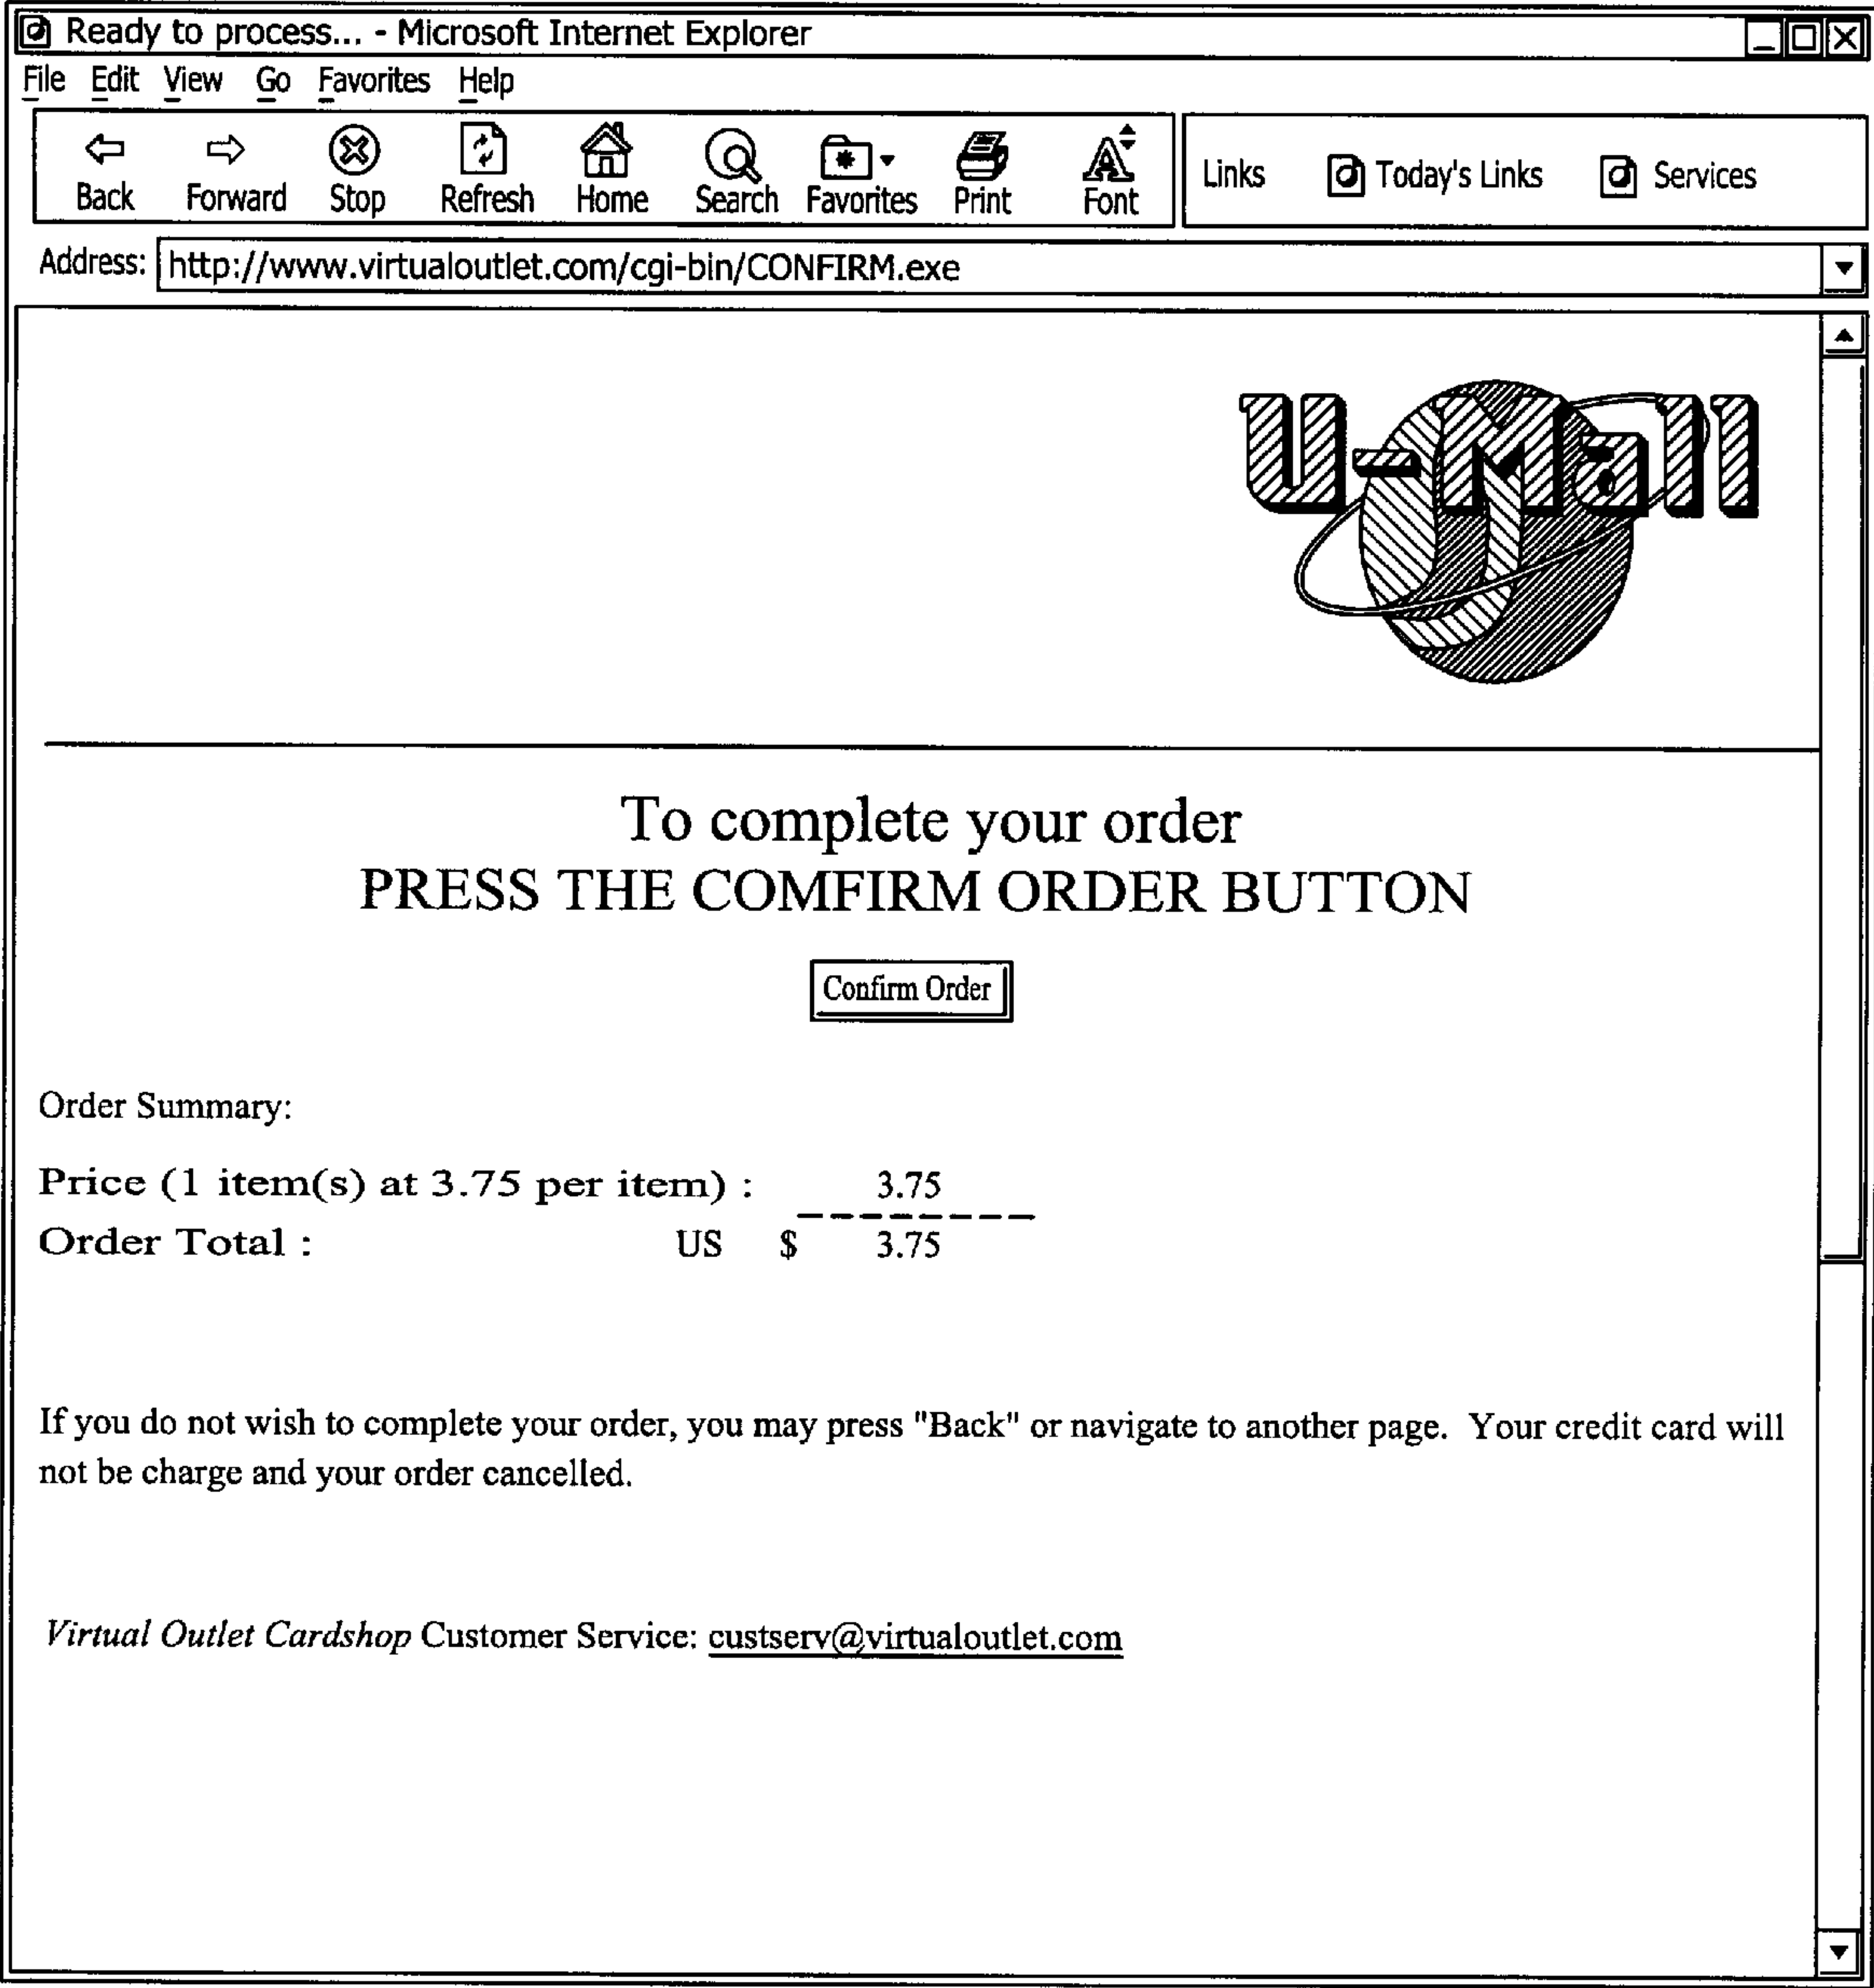 Ready to process... - Microsoft Internet Explorer
File Edit View Go Favorites Help
Back Forward Stop Refresh Home Search Favorites Print Font Links Today's Links Services
Address: http://www.virtualoutlet.com/cgi-bin/CONFIRM.exe
U-Mail
To complete your order
PRESS THE COMFIRM ORDER BUTTON
Confirm Order
Order Summary:
Price (1 item(s) at 3.75 per item) : 3.75
Order Total : US $ 3.75
If you do not wish to complete your order, you may press "Back" or navigate to another page. Your credit card will
not be charge and your order cancelled.
Virtual Outlet Cardshop Customer Service: custserv@virtualoutlet.com